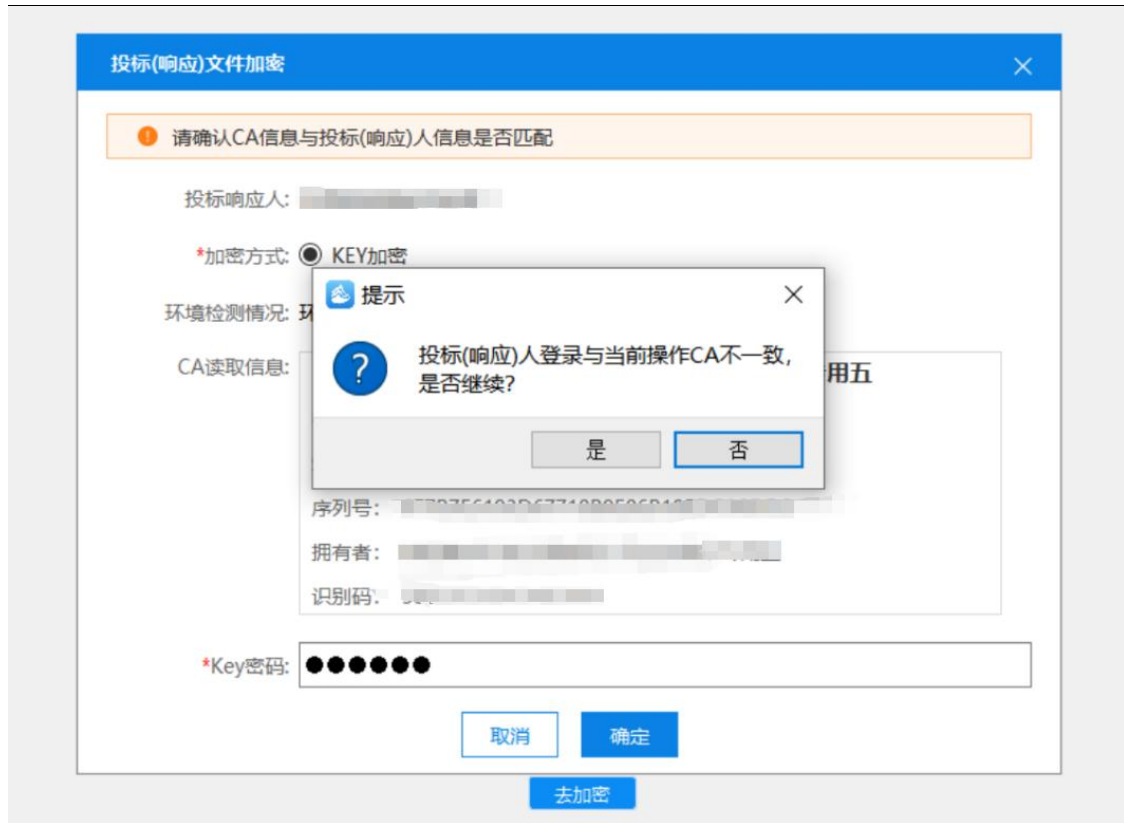 投标(响应)文件加密
请确认CA信息与投标(响应)人信息是否匹配
投标响应人:
*加密方式: KEY加密
提示
环境检测情况: 环
投标(响应)人登录与当前操作CA不一致,
是否继续?
CA读取信息:
用五
是 否
序列号:
拥有者:
识别码:
*Key密码:
取消 确定
去加密